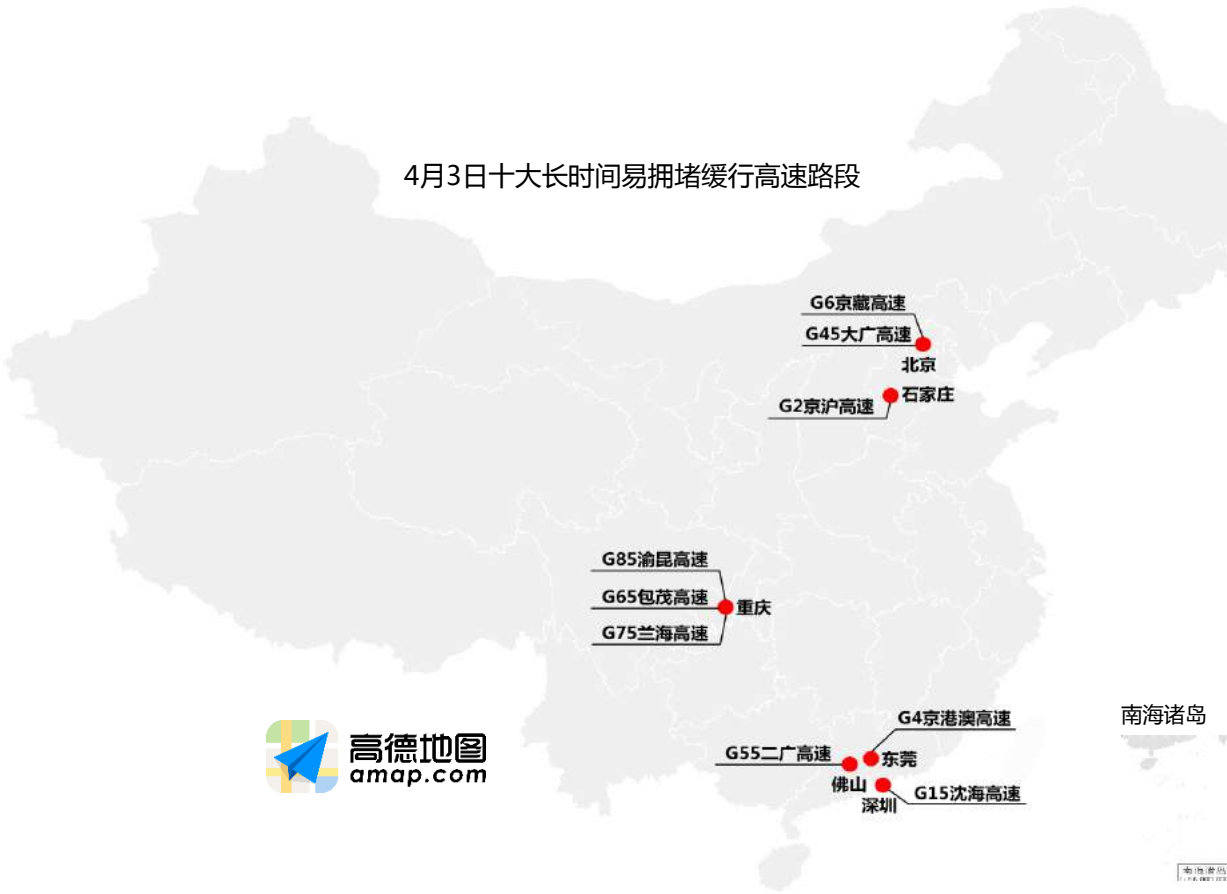 4月3日十大长时间易拥堵缓行高速路段
G6京藏高速
G45大广高速
北京
石家庄
G2京沪高速
G85渝昆高速
G65包茂高速
重庆
G75兰海高速
南海诸岛
G4京港澳高速
高德地图
amap.com
G55二广高速
东莞
佛山
G15沈海高速
深圳
南海诸岛